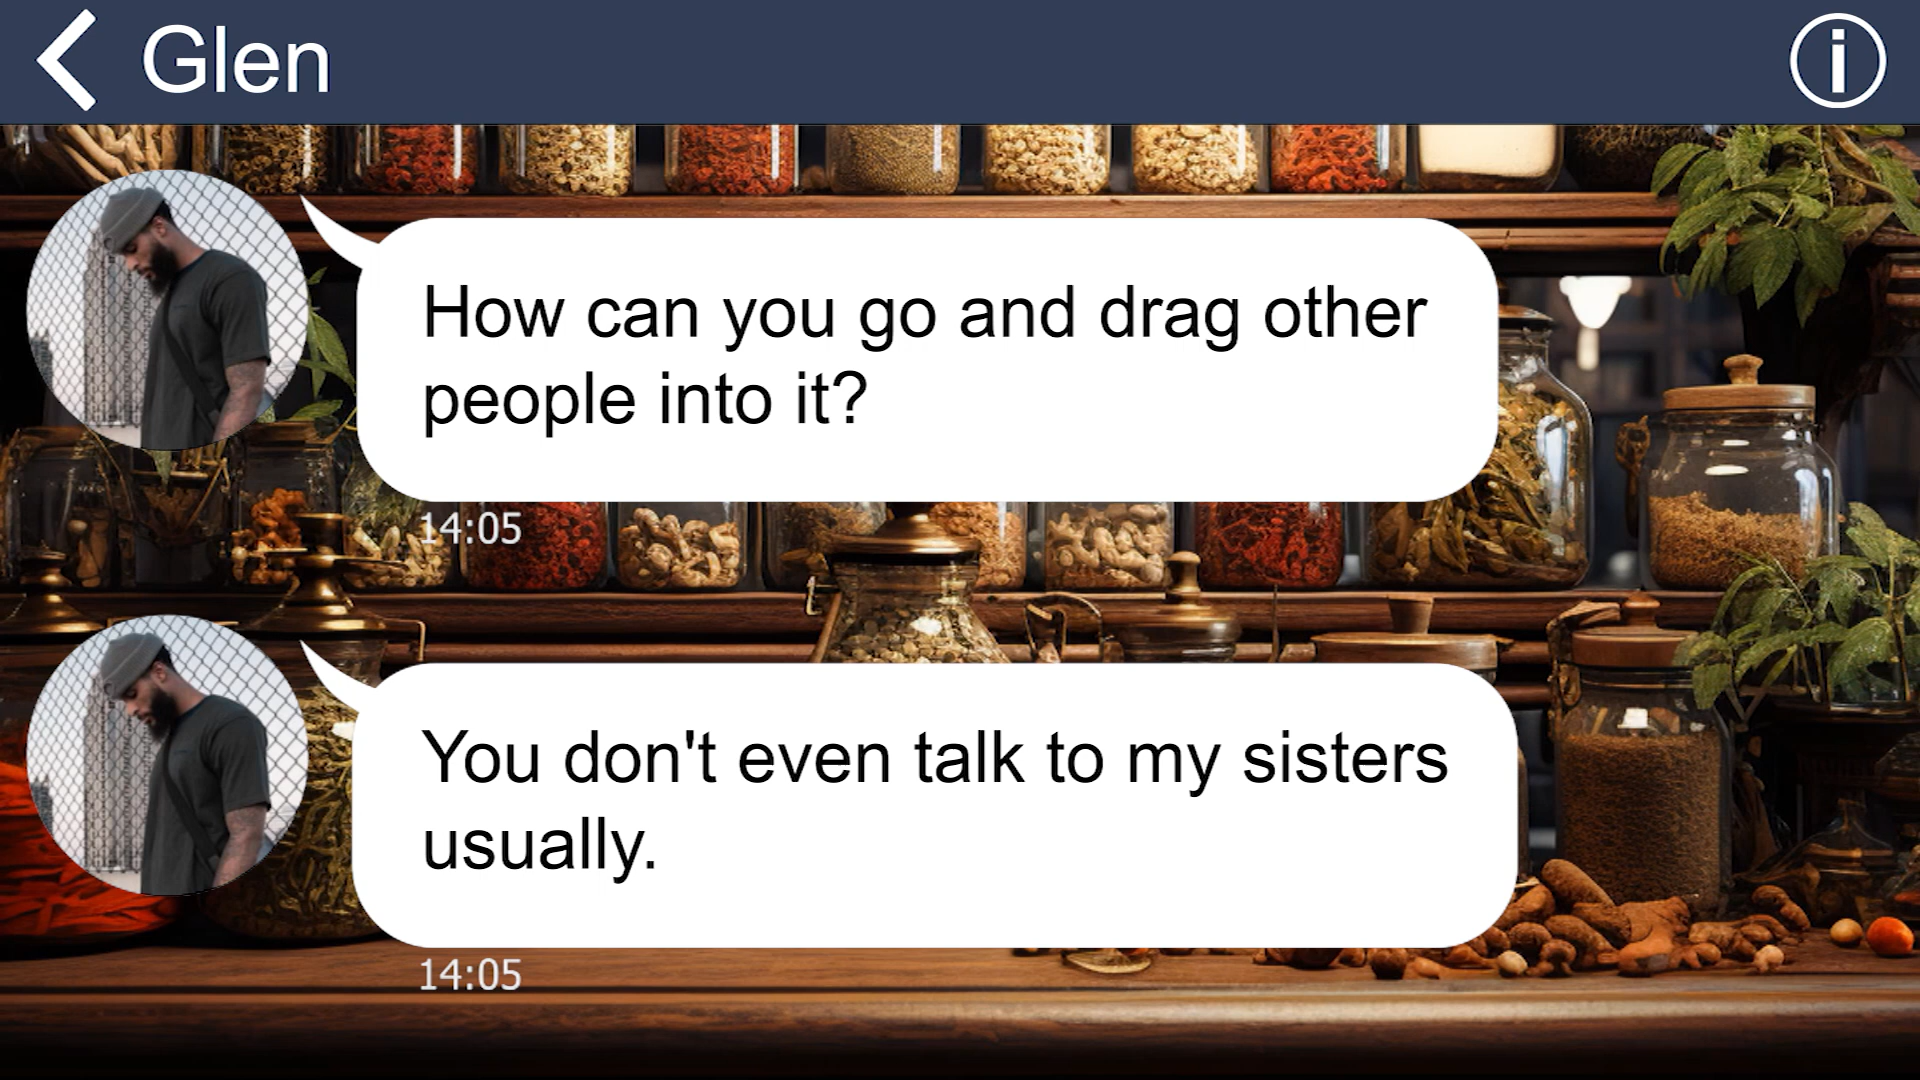 Glen
How can you go and drag other
people into it?
14:05
You don't even talk to my sisters
usually.
14:05